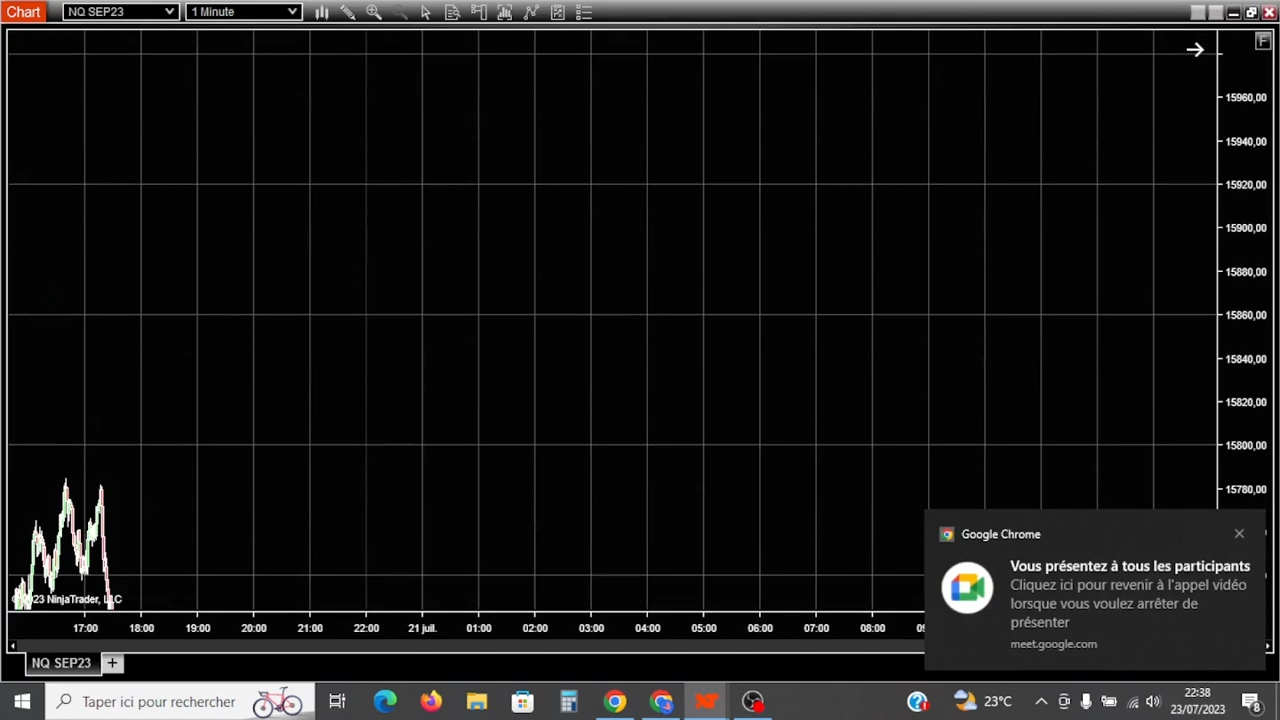 Chart NQ SEP23 1 Minute
F
15960,00
15940,00
15920,00
15900,00
15880,00
15860,00
15840,00
15820,00
15800,00
15780,00
Google Chrome
Vous présentez à tous les participants
Cliquez ici pour revenir à l'appel vidéo
lorsque vous voulez arrêter de
présenter
meet.google.com
NinjaTrader, LLC
17:00 18:00 19:00 20:00 21:00 22:00 21 juil. 01:00 02:00 03:00 04:00 05:00 06:00 07:00 08:00
NQ SEP23 +
Taper ici pour rechercher
23°C
22:38
23/07/2023
8